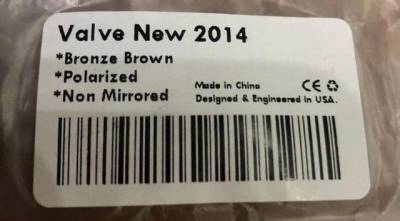 Valve New 2014
*Bronze Brown
*Polarized
*Non Mirrored
Made in China CE
Designed & Engineered in USA.